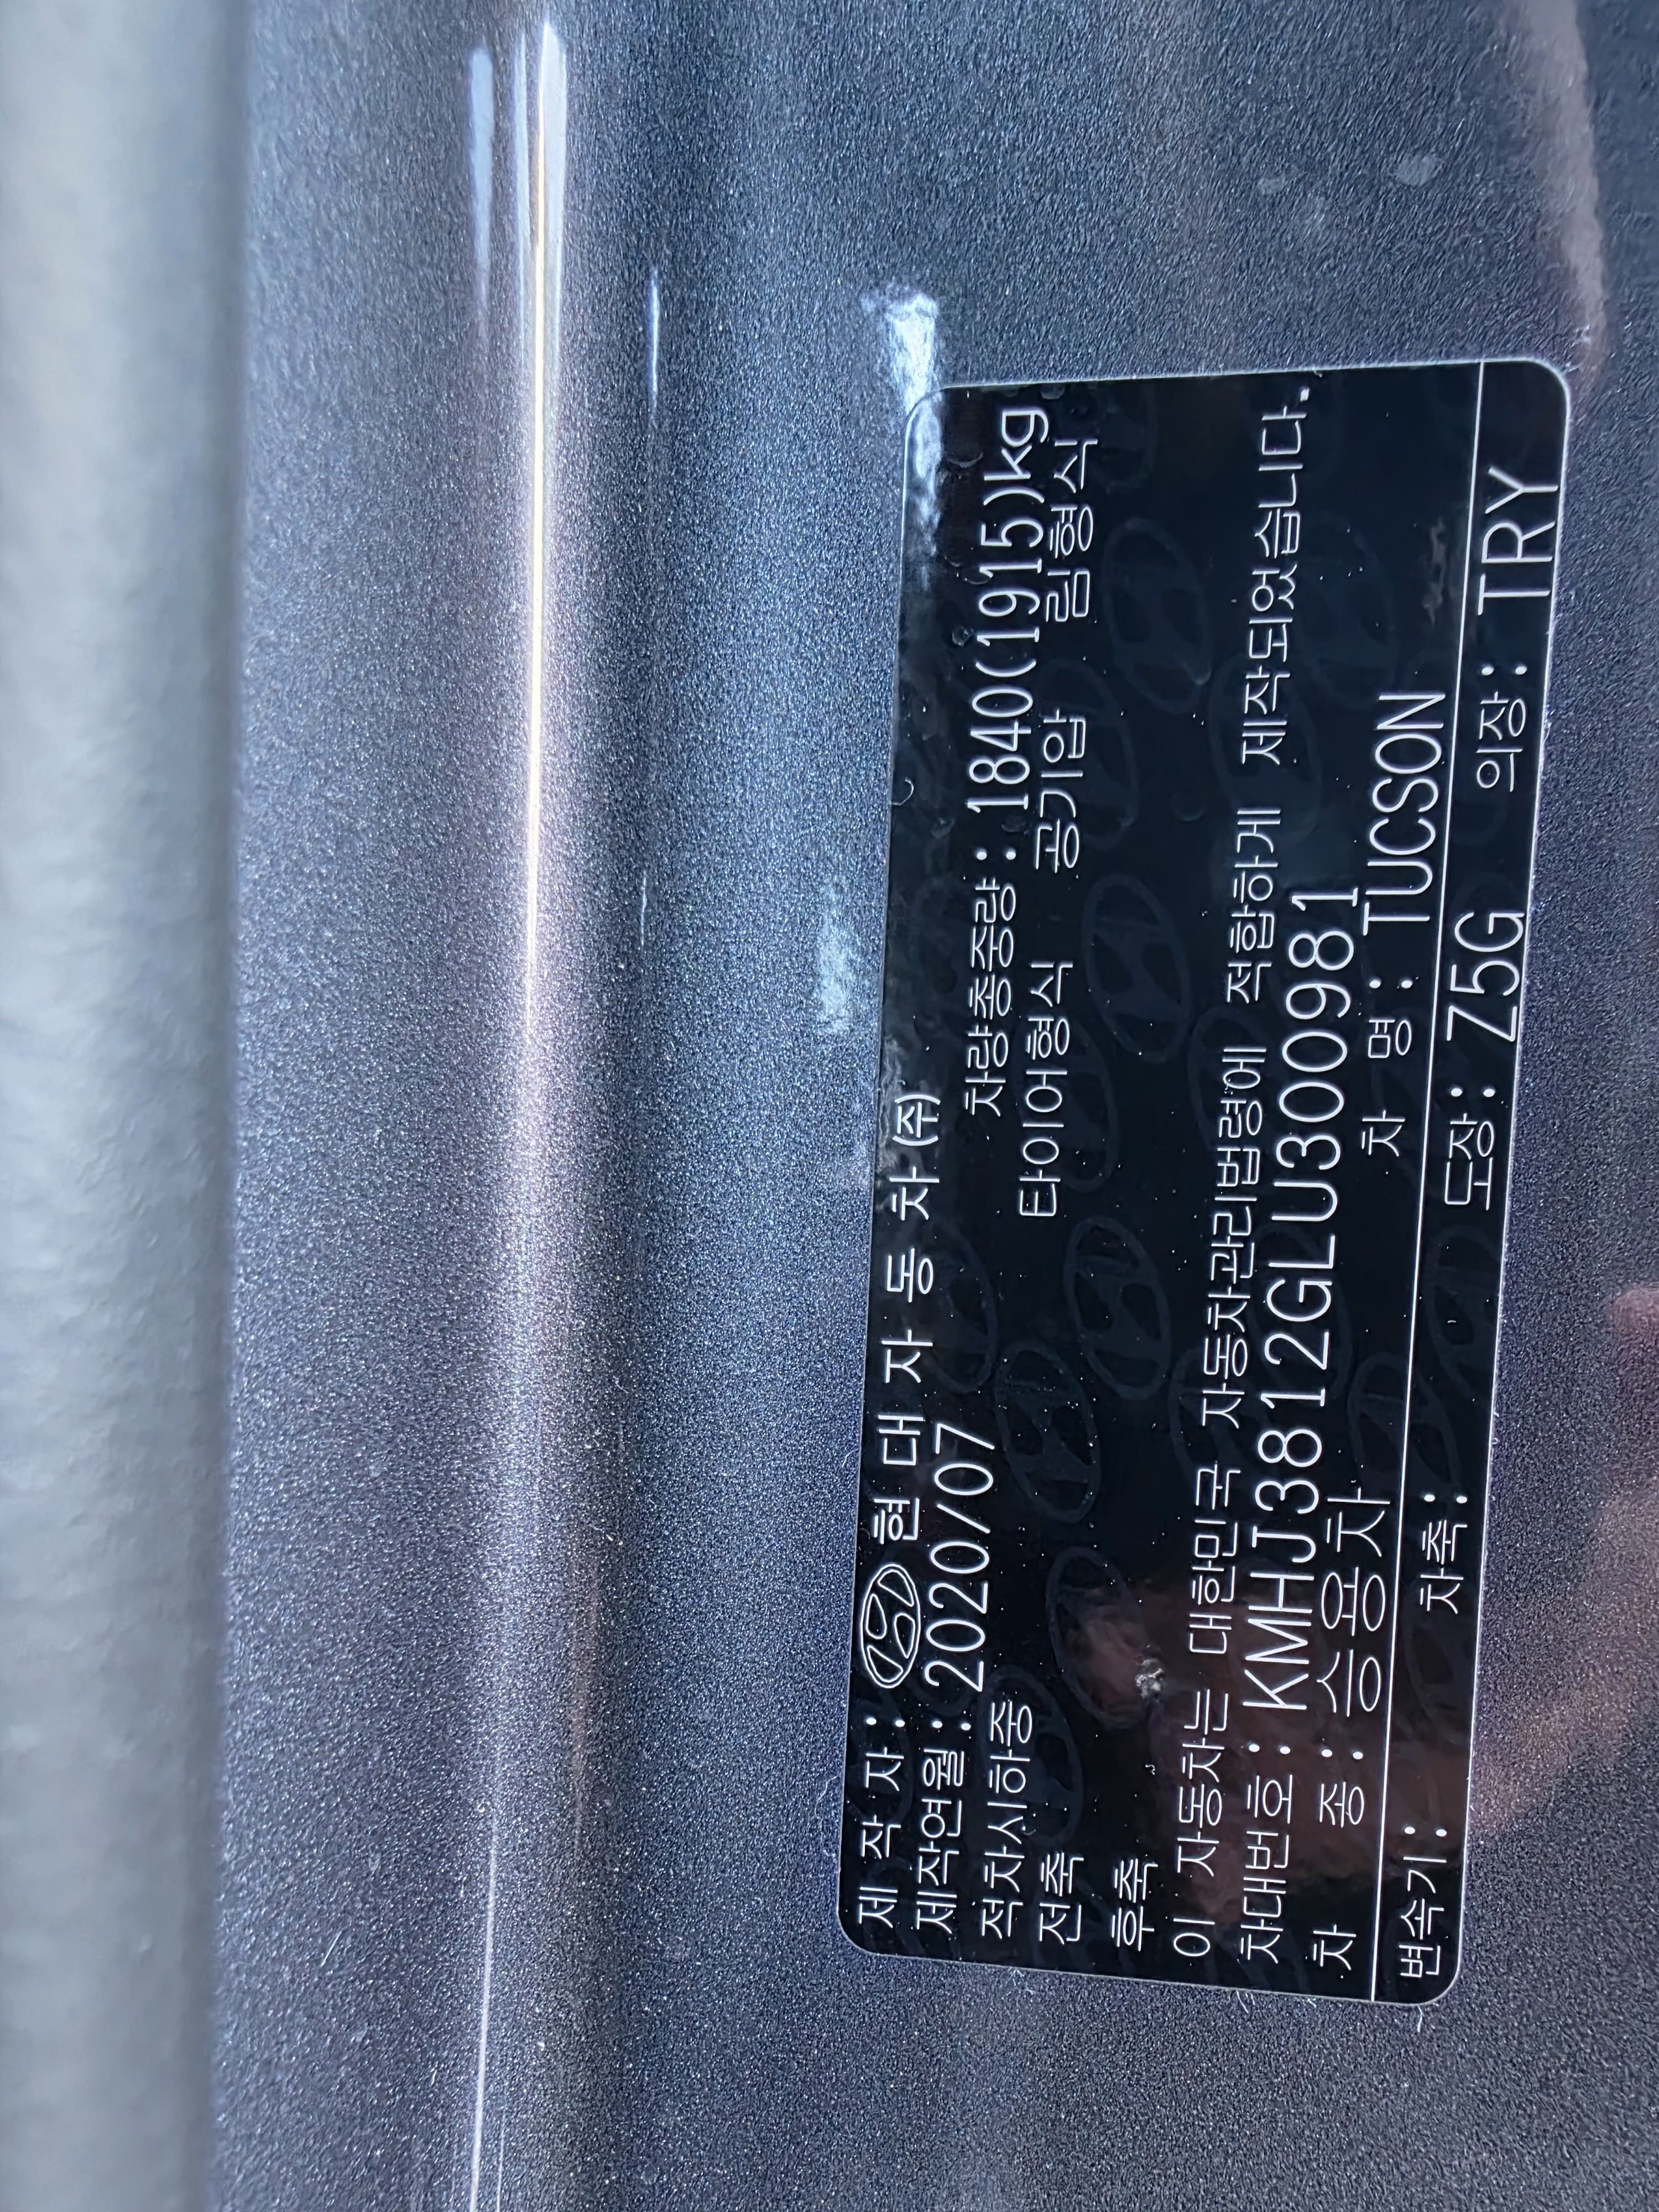 제 작 자 : 현 대 자 동 차 (주)
제작연월 : 2020/07 차량총중량 : 1840(1915)kg
적차시하중 타이어형식 공기압 림형식
전축
후축
이 자동차는 대한민국 자동차관리법령에 적합하게 제작되었습니다.
차대번호 : KMHJ3812GLU300981
차 종 : 승용차 차 명 : TUCSON
변속기 : 차축 : 도장 : Z5G 의장 : TRY